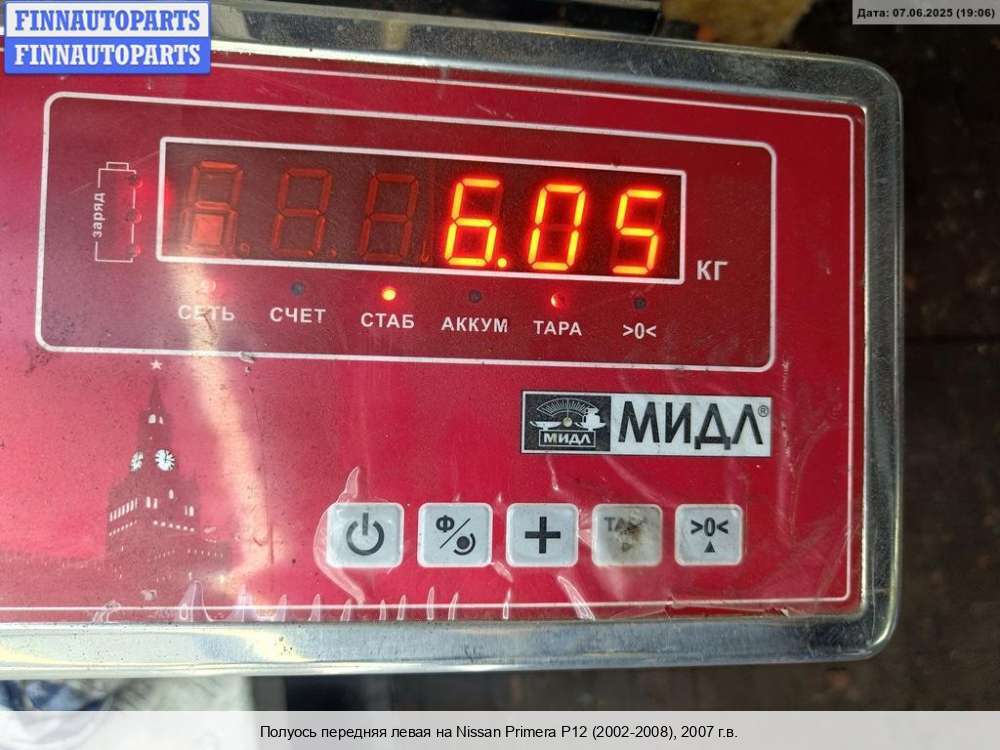 FINNAUTOPARTS
FINNAUTOPARTS
Дата: 07.06.2025 (19:06)
заряд
6.05
КГ
СЕТЬ СЧЕТ СТАБ АККУМ ТАРА >0<
МИДЛ МИДЛ®
Ф >0<
Полуось передняя левая на Nissan Primera P12 (2002-2008), 2007 г.в.